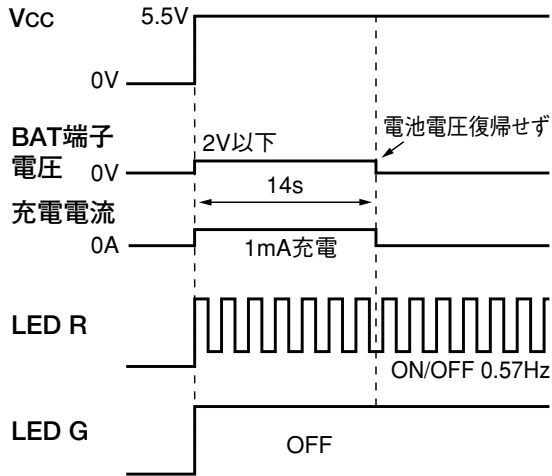 Vcc
5.5V
0V
BAT端子
電圧
0V
2V以下
電池電圧復帰せず
14s
充電電流
0A
1mA充電
LED R
ON/OFF 0.57Hz
LED G
OFF